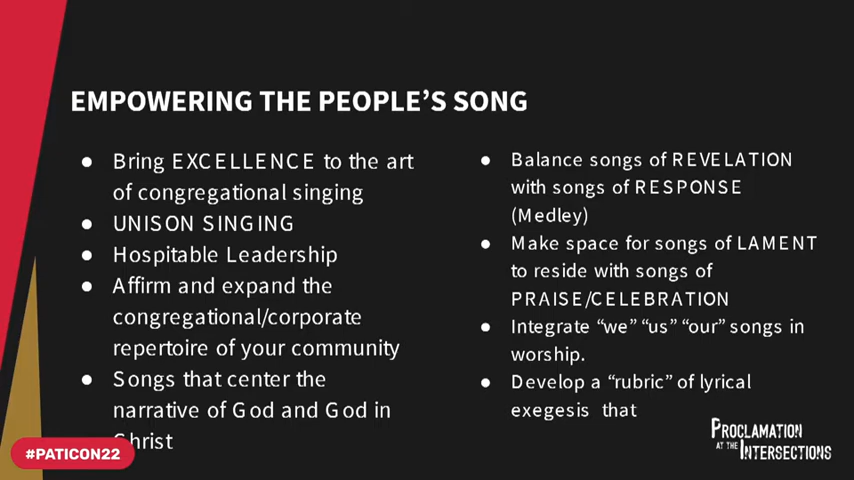 EMPOWERING THE PEOPLE’S SONG
● Bring EXCELLENCE to the art
of congregational singing
● UNISON SINGING
● Hospitable Leadership
● Affirm and expand the
congregational/corporate
repertoire of your community
● Songs that center the
narrative of God and God in
Christ
● Balance songs of REVELATION
with songs of RESPONSE
(Medley)
● Make space for songs of LAMENT
to reside with songs of
PRAISE/CELEBRATION
● Integrate “we” “us” “our” songs in
worship.
● Develop a “rubric” of lyrical
exegesis that
#PATICON22
PROCLAMATION
AT THE INTERSECTIONS